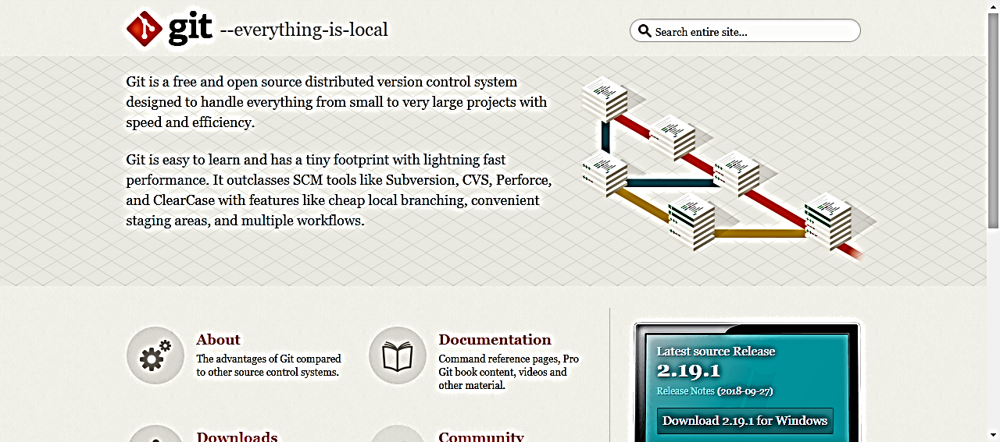 git --everything-is-local
Search entire site...
Git is a free and open source distributed version control system
designed to handle everything from small to very large projects with
speed and efficiency.
Git is easy to learn and has a tiny footprint with lightning fast
performance. It outclasses SCM tools like Subversion, CVS, Perforce,
and ClearCase with features like cheap local branching, convenient
staging areas, and multiple workflows.
About
The advantages of Git compared
to other source control systems.
Documentation
Command reference pages, Pro
Git book content, videos and
other material.
Latest source Release
2.19.1
Release Notes (2018-09-27)
Download 2.19.1 for Windows
Downloads
Community